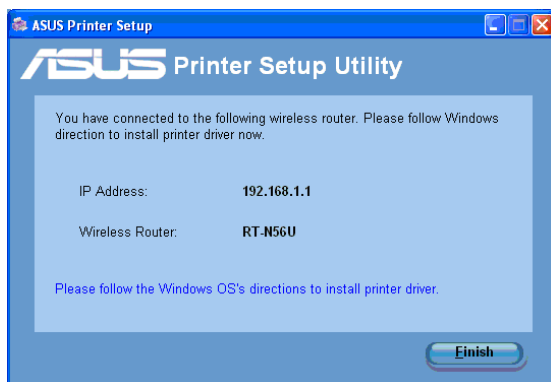 ASUS Printer Setup
ASUS Printer Setup Utility
You have connected to the following wireless router. Please follow Windows
direction to install printer driver now.
IP Address: 192.168.1.1
Wireless Router: RT-N56U
Please follow the Windows OS's directions to install printer driver.
Finish